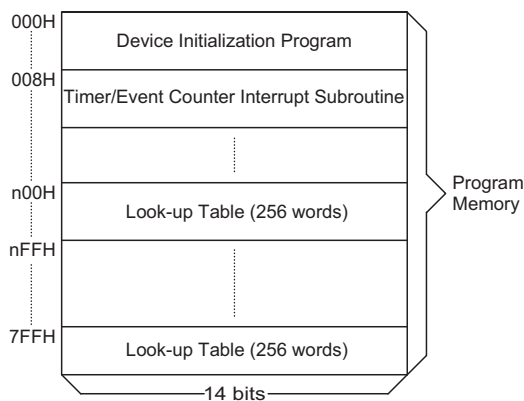 000H
Device Initialization Program
008H
Timer/Event Counter Interrupt Subroutine
n00H
Look-up Table (256 words)
nFFH
Program
Memory
7FFH
Look-up Table (256 words)
14 bits